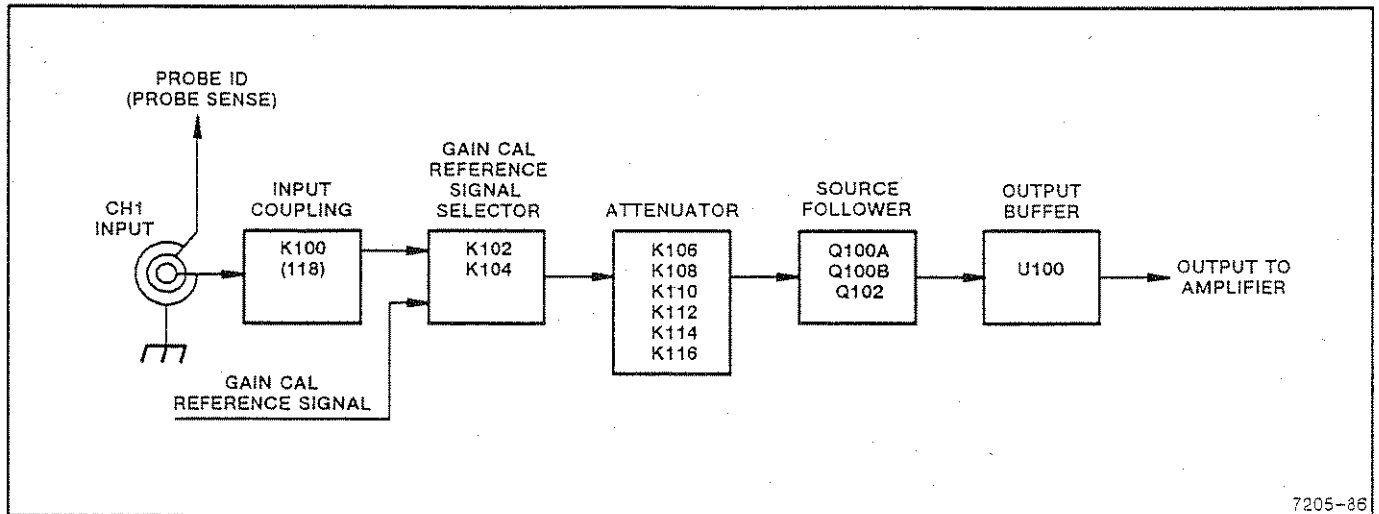 PROBE ID
(PROBE SENSE)
CH1
INPUT
INPUT
COUPLING
K100
(118)
GAIN CAL
REFERENCE
SIGNAL
SELECTOR
K102
K104
ATTENUATOR
K106
K108
K110
K112
K114
K116
SOURCE
FOLLOWER
Q100A
Q100B
Q102
OUTPUT
BUFFER
U100
OUTPUT TO
AMPLIFIER
GAIN CAL
REFERENCE SIGNAL
7205-86